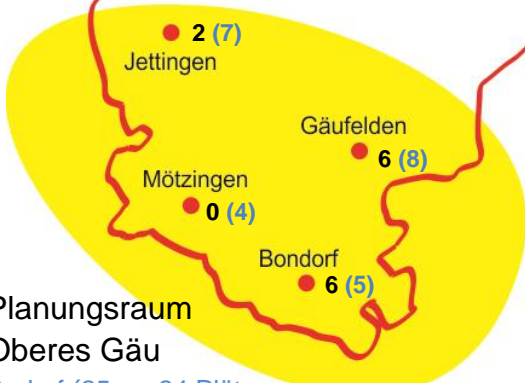 2 (7)
Jettingen
Gäufelden
6 (8)
Mötzingen
0 (4)
Bondorf
6 (5)
Planungsraum
Oberes Gäu